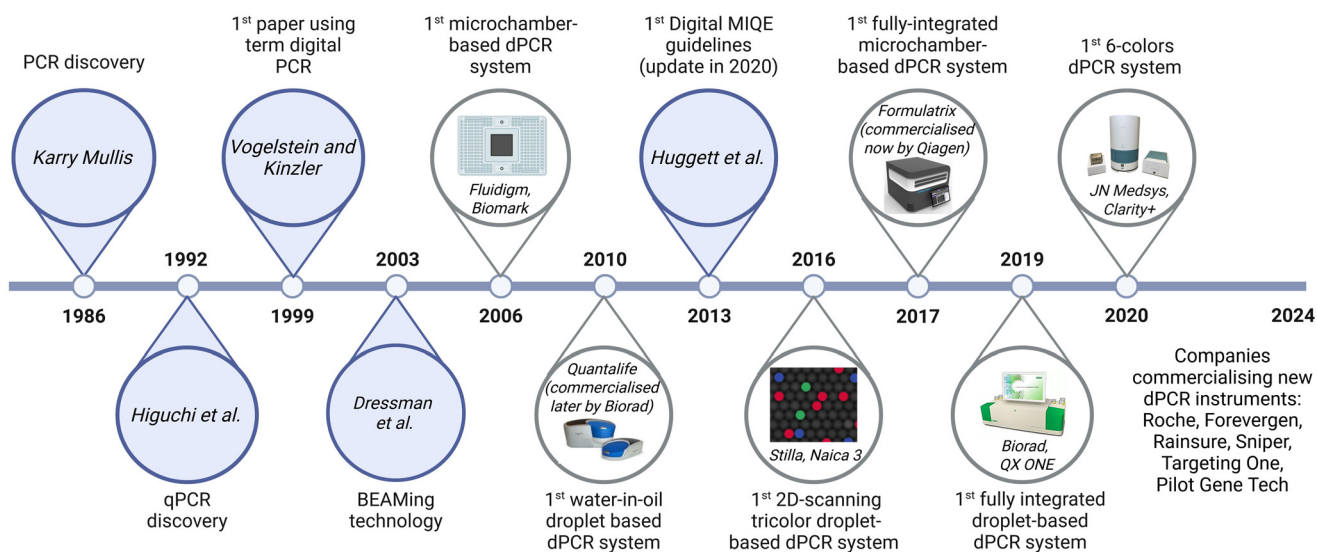 PCR discovery
Karry Mullis
1986
1992
Higuchi et al.
qPCR
discovery
1st paper using
term digital
PCR
Vogelstein and
Kinzler
1999
2003
Dressman
et al.
BEAMing
technology
1st microchamber-
based dPCR
system
Fluidigm,
Biomark
2006
2010
Quantalife
(commercialised
later by Biorad)
1st water-in-oil
droplet based
dPCR system
1st Digital MIQE
guidelines
(update in 2020)
Huggett et al.
2013
2016
Stilla, Naica 3
1st 2D-scanning
tricolor droplet-
based dPCR system
1st fully-integrated
microchamber-
based dPCR system
Formulatrix
(commercialised
now by Qiagen)
2017
2019
Biorad,
QX ONE
1st fully integrated
droplet-based
dPCR system
1st 6-colors
dPCR system
JN Medsys,
Clarity+
2020
2024
Companies
commercialising new
dPCR instruments:
Roche, Forevergen,
Rainsure, Sniper,
Targeting One,
Pilot Gene Tech